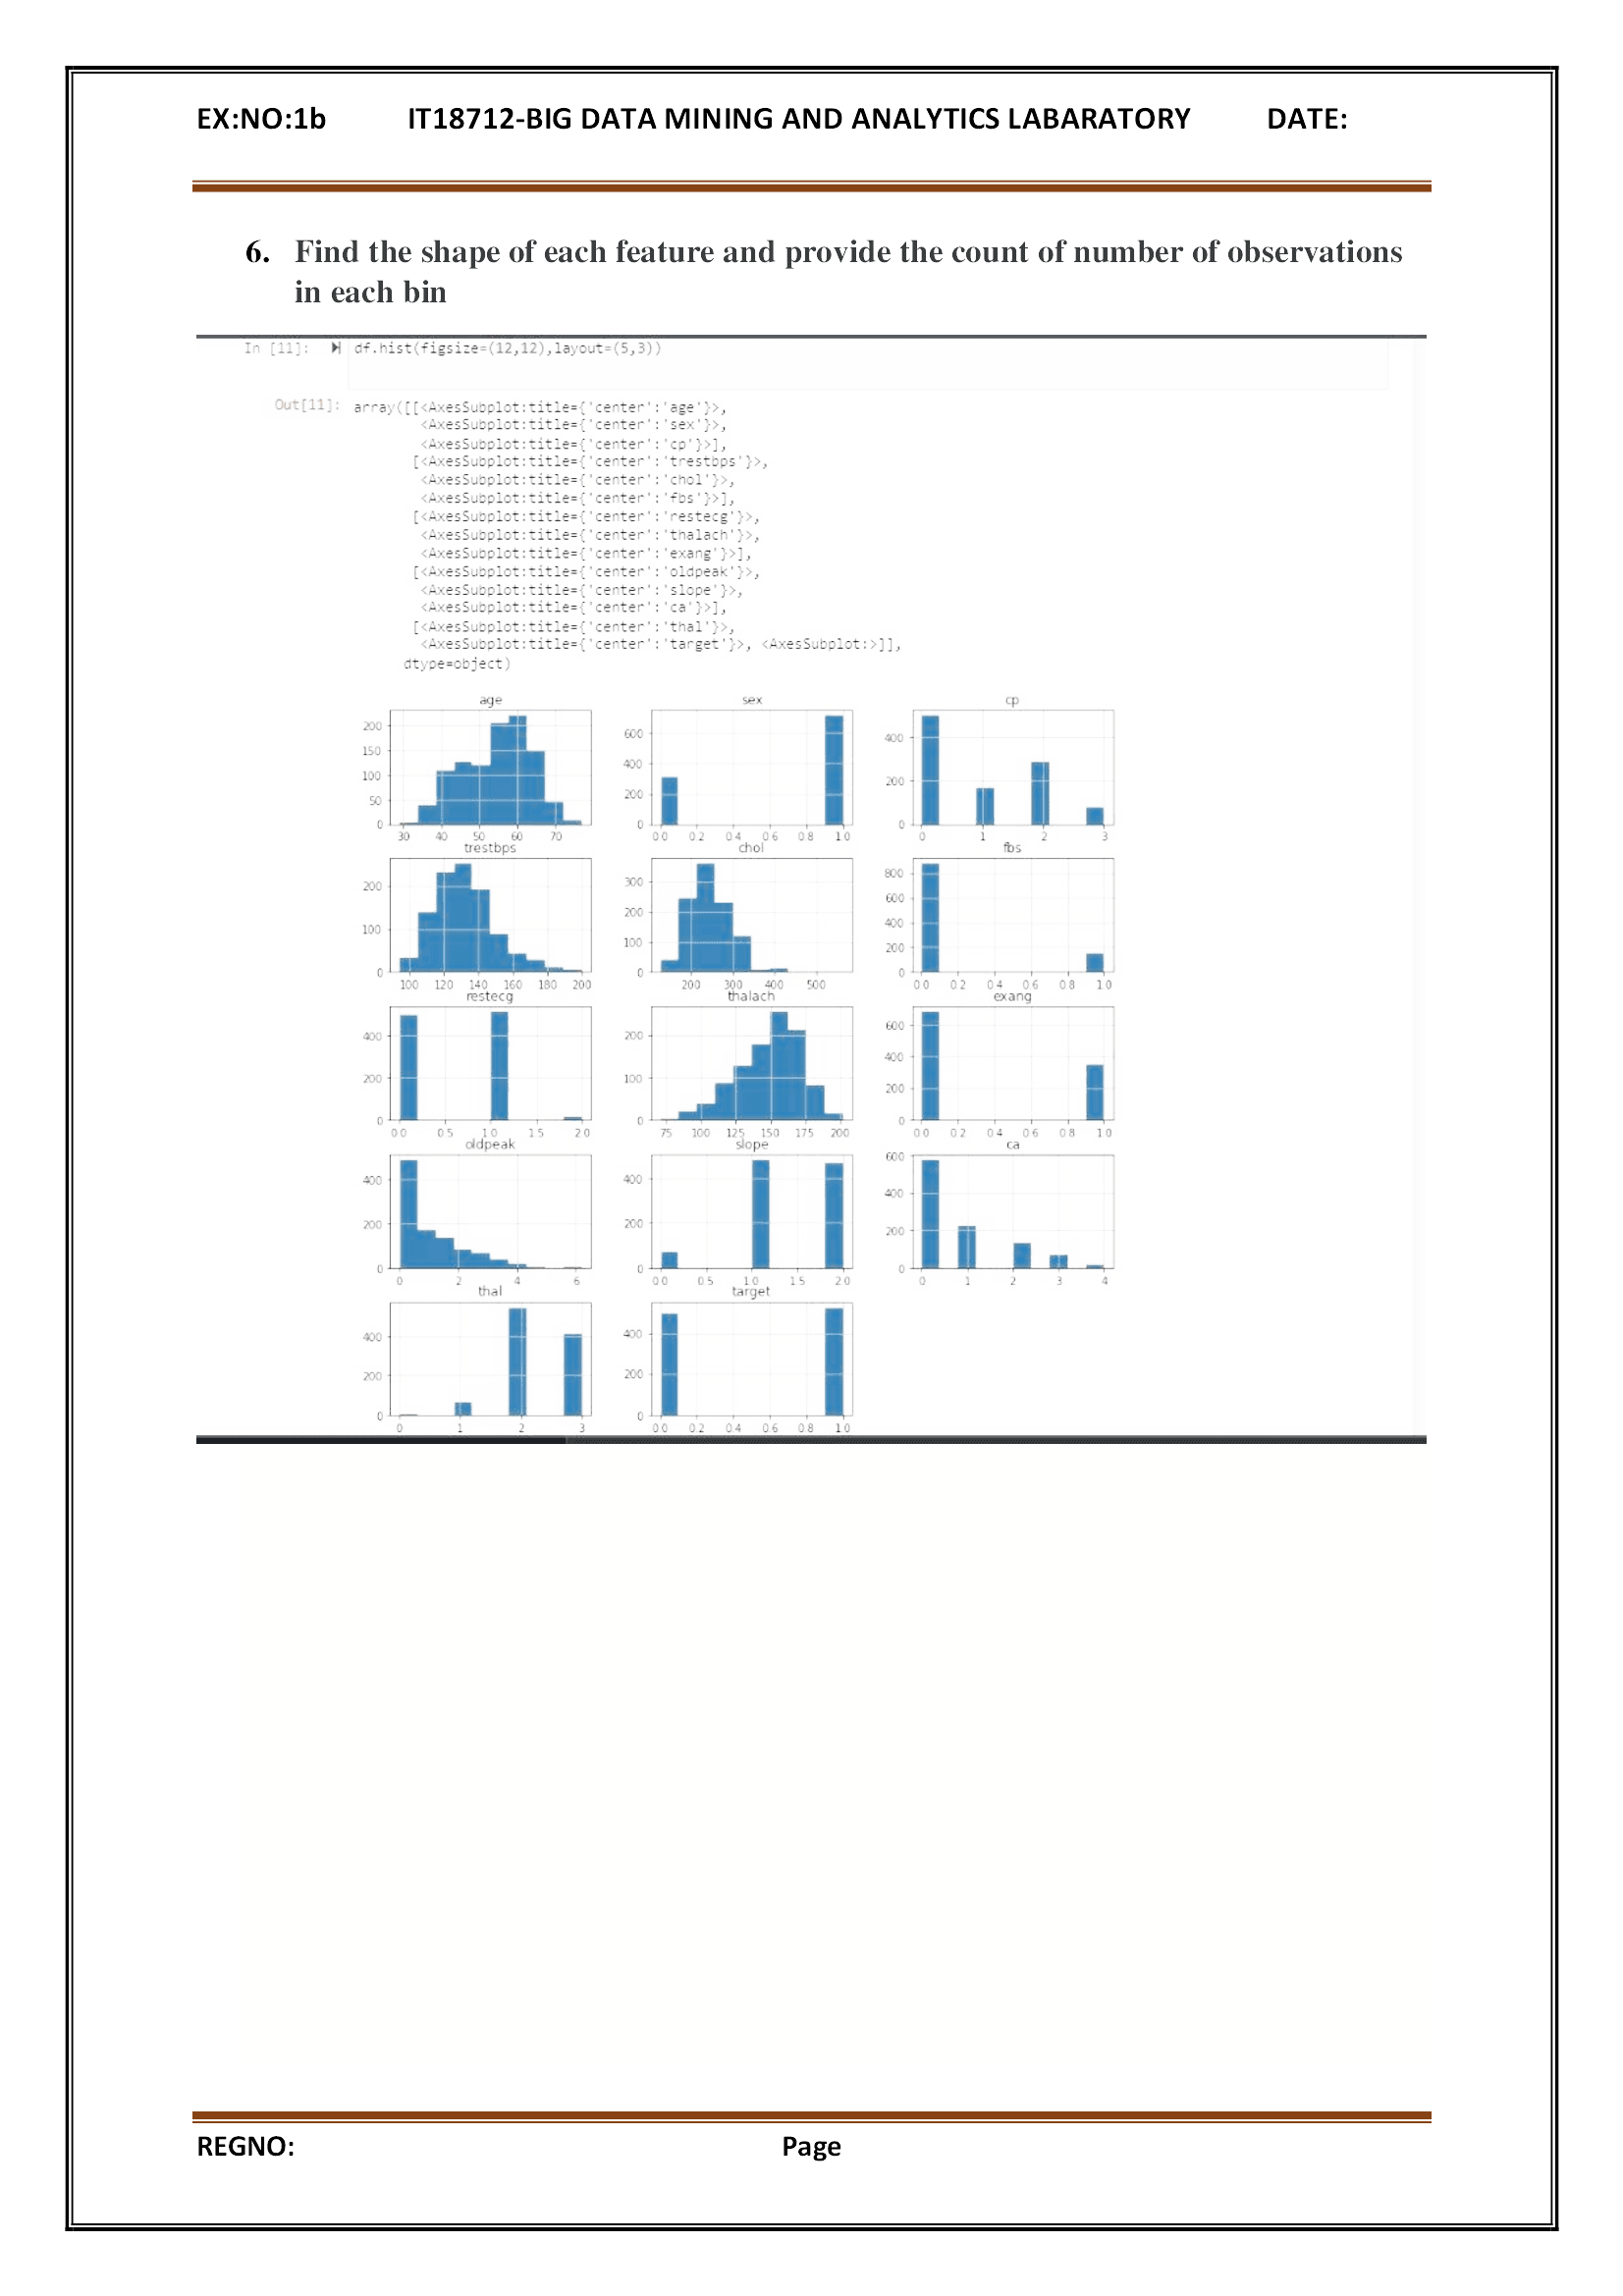 EX:NO:1b IT18712-BIG DATA MINING AND ANALYTICS LABARATORY DATE:
6. Find the shape of each feature and provide the count of number of observations
in each bin
In [11]: df.hist(figsize=(12,12),layout=(5,3))
Out[11]: array([[<AxesSubplot:title={'center':'age'}>,
<AxesSubplot:title={'center':'sex'}>,
<AxesSubplot:title={'center':'cp'}>],
[<AxesSubplot:title={'center':'trestbps'}>,
<AxesSubplot:title={'center':'chol'}>,
<AxesSubplot:title={'center':'fbs'}>],
[<AxesSubplot:title={'center':'restecg'}>,
<AxesSubplot:title={'center':'thalach'}>,
<AxesSubplot:title={'center':'exang'}>],
[<AxesSubplot:title={'center':'oldpeak'}>,
<AxesSubplot:title={'center':'slope'}>,
<AxesSubplot:title={'center':'ca'}>],
[<AxesSubplot:title={'center':'thal'}>,
<AxesSubplot:title={'center':'target'}>, <AxesSubplot:>]],
dtype=object)
age sex cp
200 600 400
150 400 200
100 200 0
50 0
0
30 40 50 60 70 0.0 0.2 0.4 0.6 0.8 1.0 0 1 2 3
trestbps chol fbs
200 300 800
100 200 600
0 100 400
0 200
0
100 120 140 160 180 200 200 300 400 500 0.0 0.2 0.4 0.6 0.8 1.0
restecg thalach exang
400 200 600
200 100 400
0 0 200
0
0.0 0.5 1.0 1.5 2.0 75 100 125 150 175 200 0.0 0.2 0.4 0.6 0.8 1.0
oldpeak slope ca
400 400 600
200 200 400
0 0 200
0
0 2 4 6 0.0 0.5 1.0 1.5 2.0 0 1 2 3 4
thal target
400 400
200 200
0 0
0 1 2 3 0.0 0.2 0.4 0.6 0.8 1.0
REGNO: Page